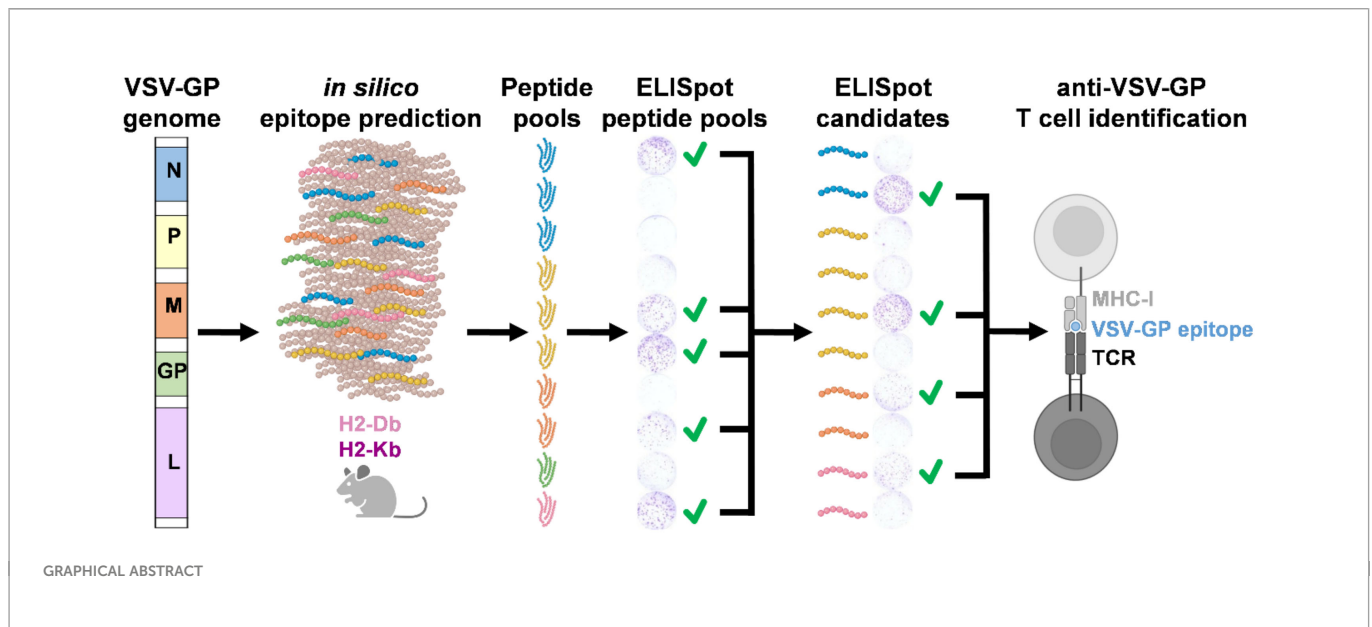 VSV-GP
genome
in silico
epitope prediction
Peptide
pools
ELISpot
peptide pools
ELISpot
candidates
anti-VSV-GP
T cell identification
N
P
M
GP
L
H2-Db
H2-Kb
MHC-I
VSV-GP epitope
TCR
GRAPHICAL ABSTRACT